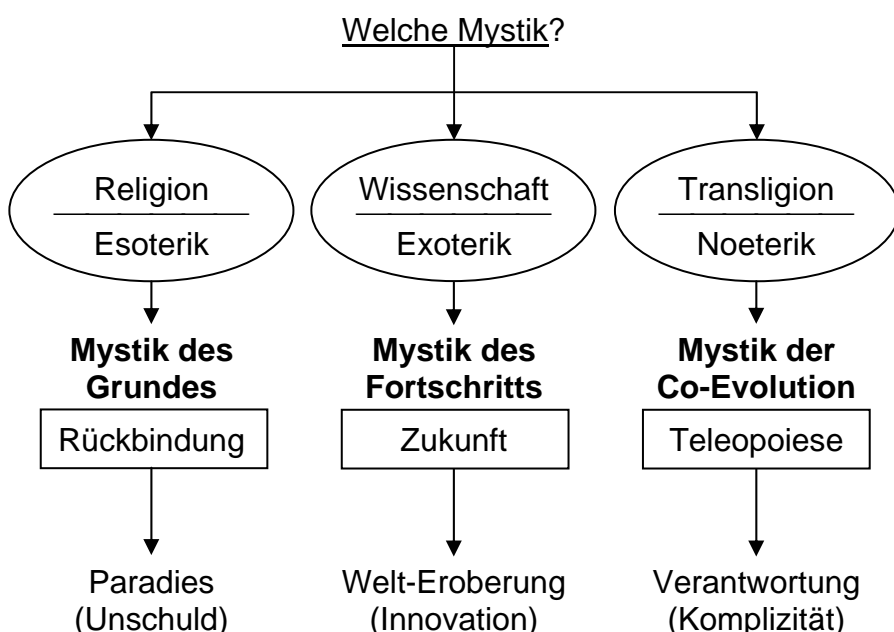 Welche Mystik?
Religion
Esoterik
Wissenschaft
Exoterik
Transligion
Noeterik
Mystik des
Grundes
Mystik des
Fortschritts
Mystik der
Co-Evolution
Rückbindung
Zukunft
Teleopoiese
Paradies
(Unschuld)
Welt-Eroberung
(Innovation)
Verantwortung
(Komplizität)